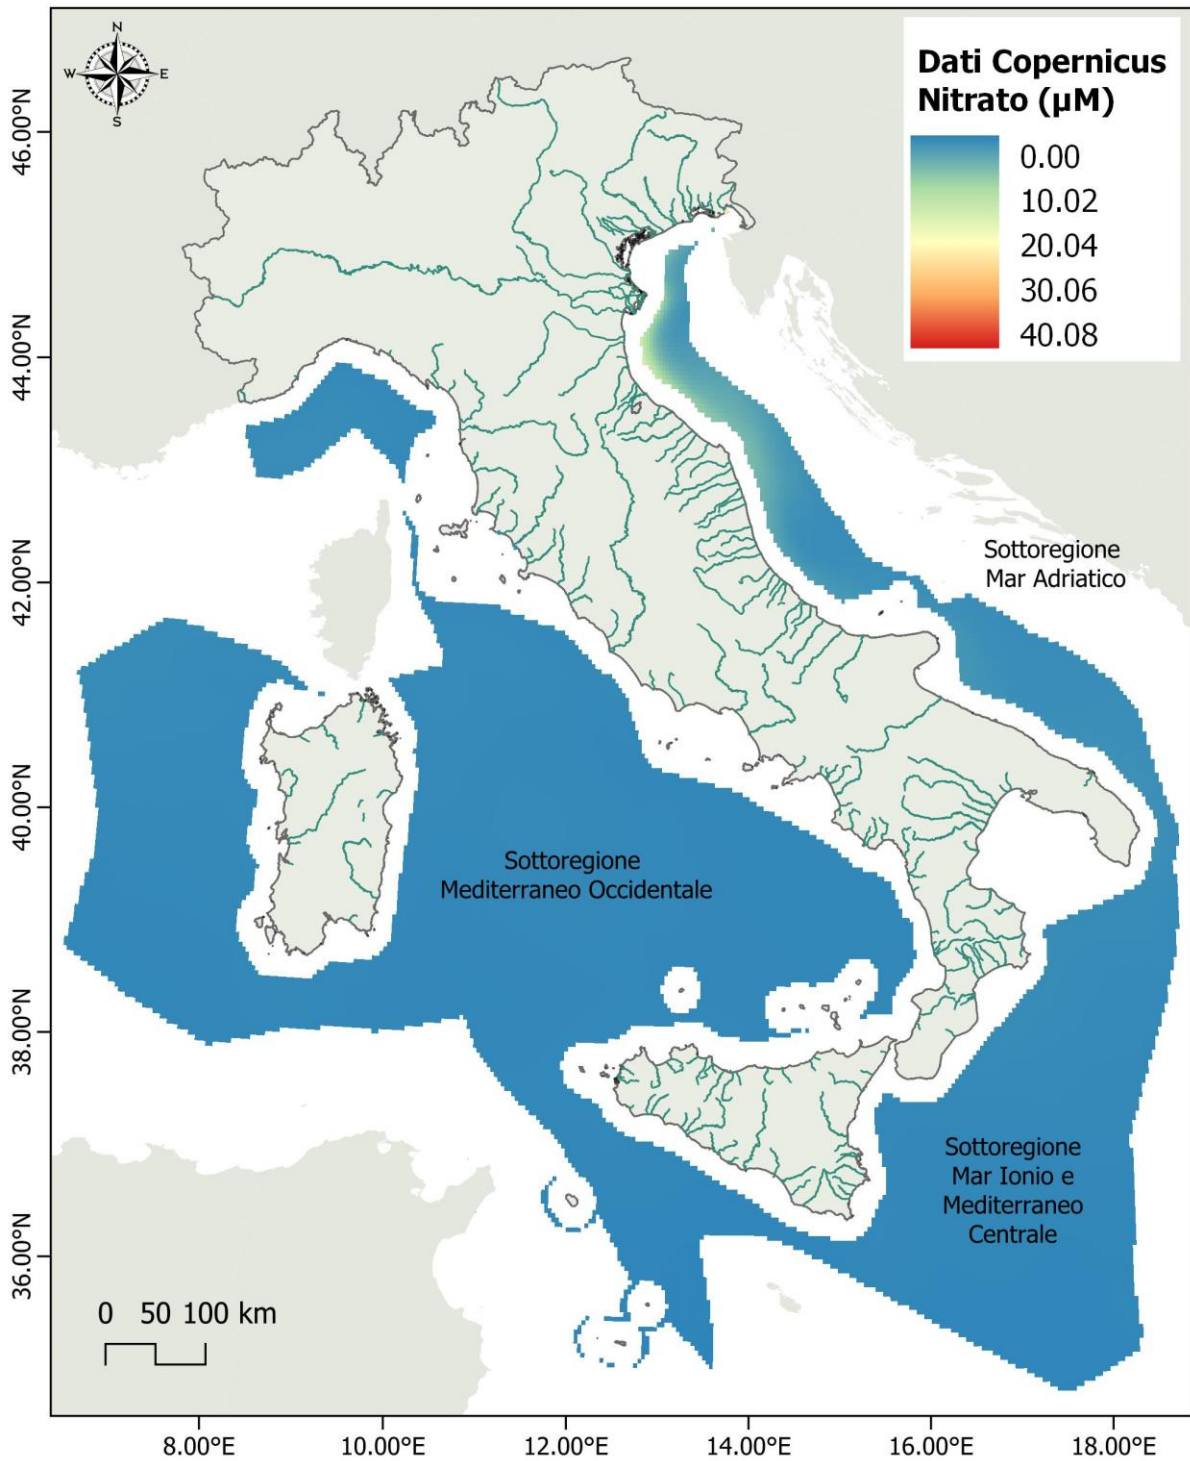 N
W
E
S
Dati Copernicus
Nitrato (µM)
0.00
10.02
20.04
30.06
40.08
46.00°N
44.00°N
42.00°N
40.00°N
38.00°N
36.00°N
Sottoregione
Mar Adriatico
Sottoregione
Mediterraneo Occidentale
Sottoregione
Mar Ionio e
Mediterraneo
Centrale
0 50 100 km
8.00°E
10.00°E
12.00°E
14.00°E
16.00°E
18.00°E